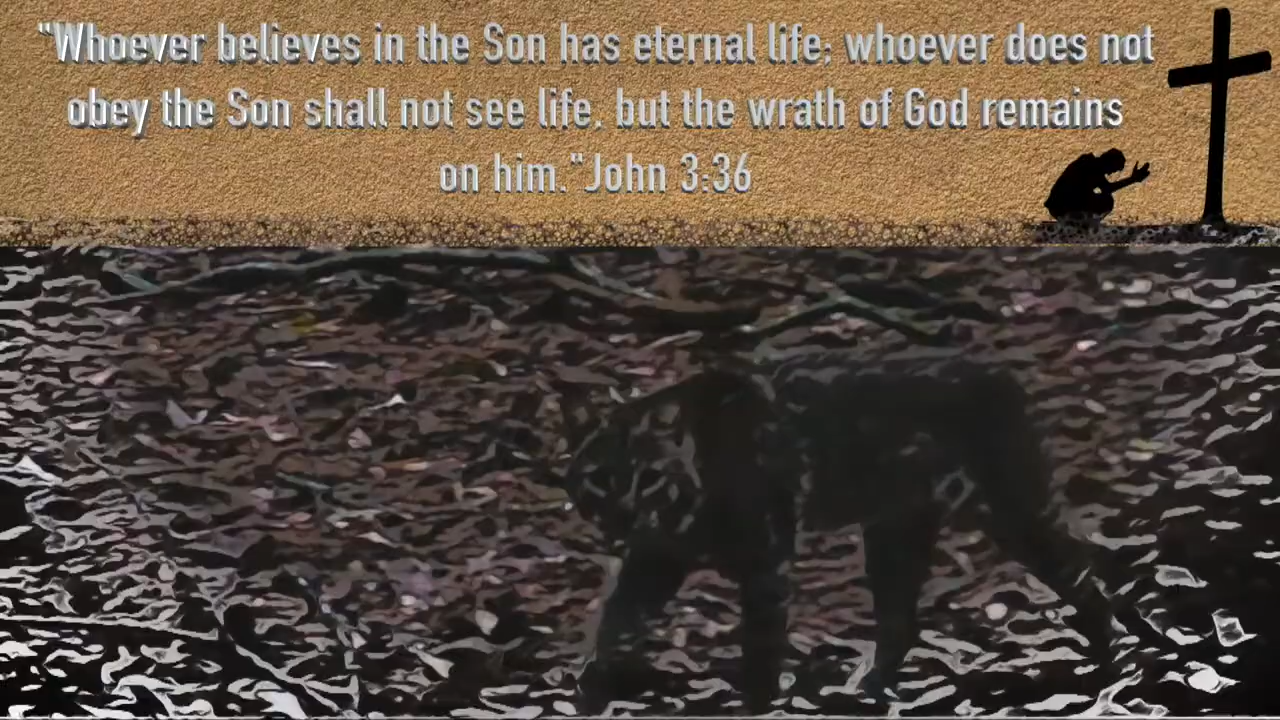 "Whoever believes in the Son has eternal life; whoever does not
obey the Son shall not see life, but the wrath of God remains
on him."John 3:36